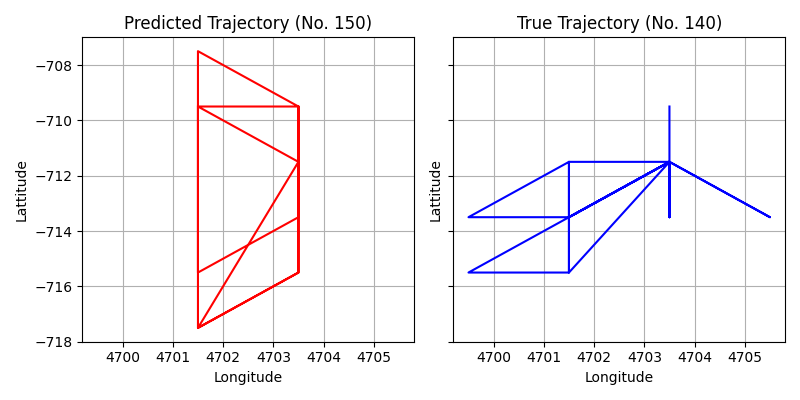 Predicted Trajectory (No. 150)
True Trajectory (No. 140)
−708
−710
−712
−714
−716
−718
Lattitude
Lattitude
4700 4701 4702 4703 4704 4705
4700 4701 4702 4703 4704 4705
Longitude
Longitude